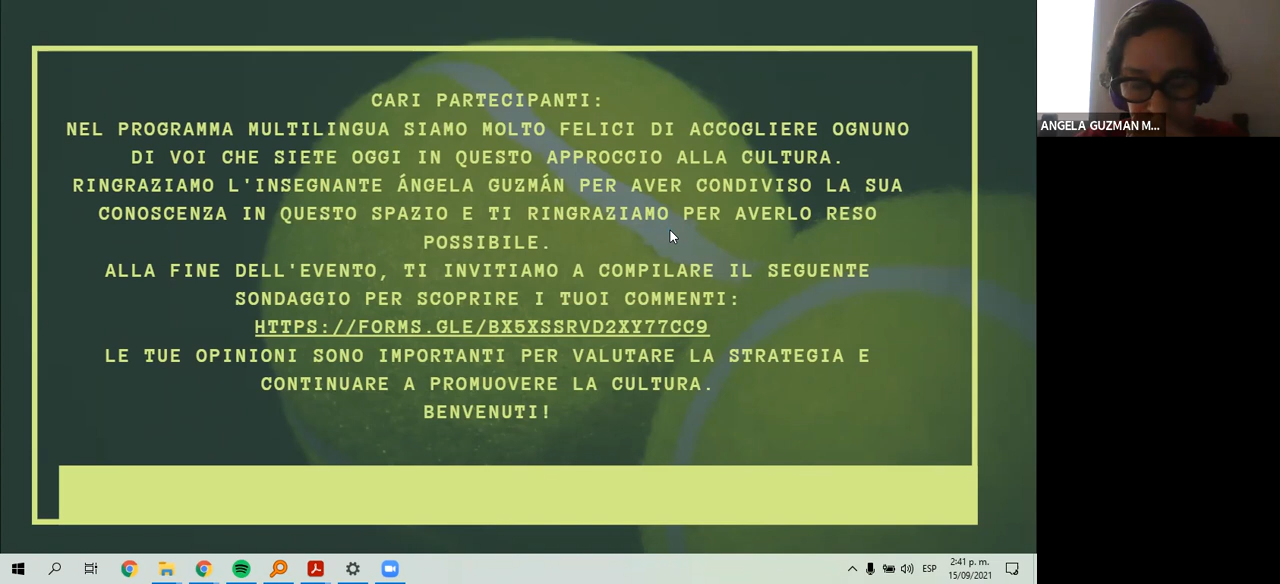 CARI PARTECIPANTI:
NEL PROGRAMMA MULTILINGUA SIAMO MOLTO FELICI DI ACCOGLIERE OGNUNO
DI VOI CHE SIETE OGGI IN QUESTO APPROCCIO ALLA CULTURA.
RINGRAZIAMO L'INSEGNANTE ÁNGELA GUZMÁN PER AVER CONDIVISO LA SUA
CONOSCENZA IN QUESTO SPAZIO E TI RINGRAZIAMO PER AVERLO RESO
POSSIBILE.
ALLA FINE DELL'EVENTO, TI INVITIAMO A COMPILARE IL SEGUENTE
SONDAGGIO PER SCOPRIRE I TUOI COMMENTI:
HTTPS://FORMS.GLE/BX5XSSRVD2XY77CC9
LE TUE OPINIONI SONO IMPORTANTI PER VALUTARE LA STRATEGIA E
CONTINUARE A PROMUOVERE LA CULTURA.
BENVENUTI!
ANGELA GUZMAN M...
ESP
2:41 p. m.
15/09/2021